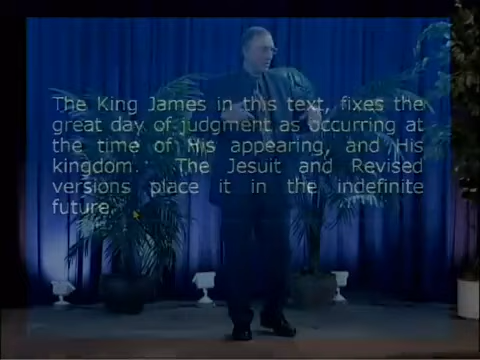 The King James in this text, fixes the
great day of judgment as occurring at
the time of His appearing, and His
kingdom. The Jesuit and Revised
versions place it in the indefinite
future.